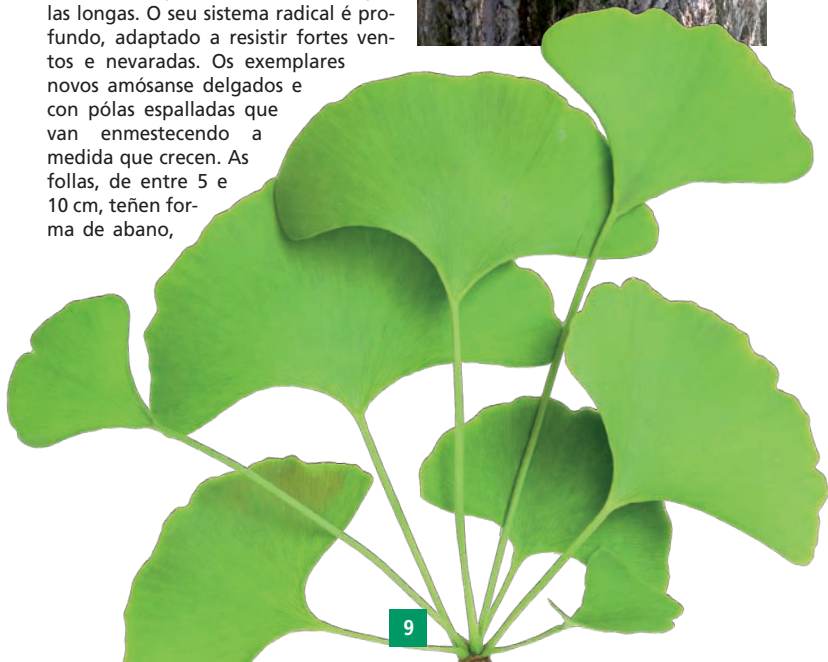 las longas. O seu sistema radical é pro-
fundo, adaptado a resistir fortes ven-
tos e nevaradas. Os exemplares
novos amósanse delgados e
con pólas espalladas que
van enmestecendo a
medida que crecen. As
follas, de entre 5 e
10 cm, teñen for-
ma de abano,
9